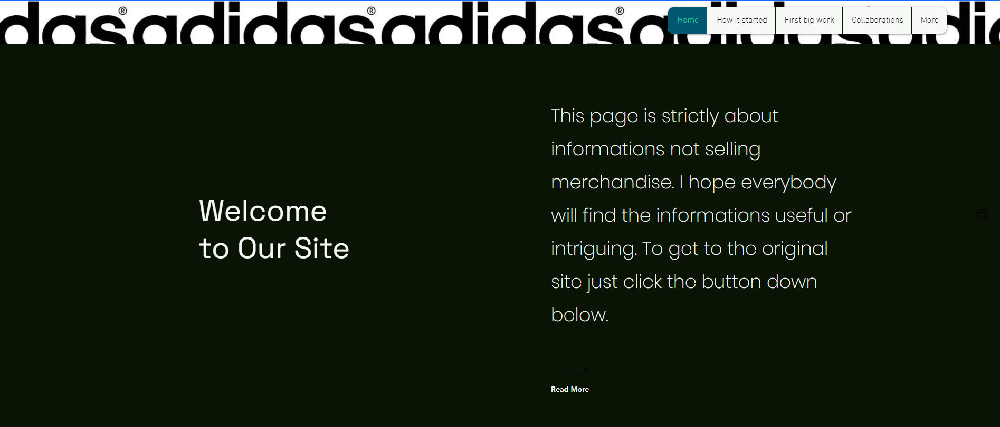 das® adidas® adidas® adidas adi
Home How it started First big work Collaborations More
This page is strictly about
informations not selling
merchandise. I hope everybody
will find the informations useful or
intriguing. To get to the original
site just click the button down
below.
Welcome
to Our Site
Read More